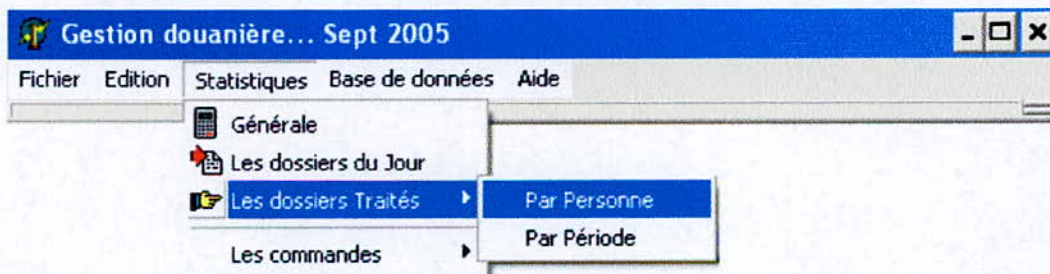 Gestion douanière... Sept 2005
Fichier Edition Statistiques Base de données Aide
Générale
Les dossiers du Jour
Les dossiers Traités Par Personne
Par Période
Les commandes